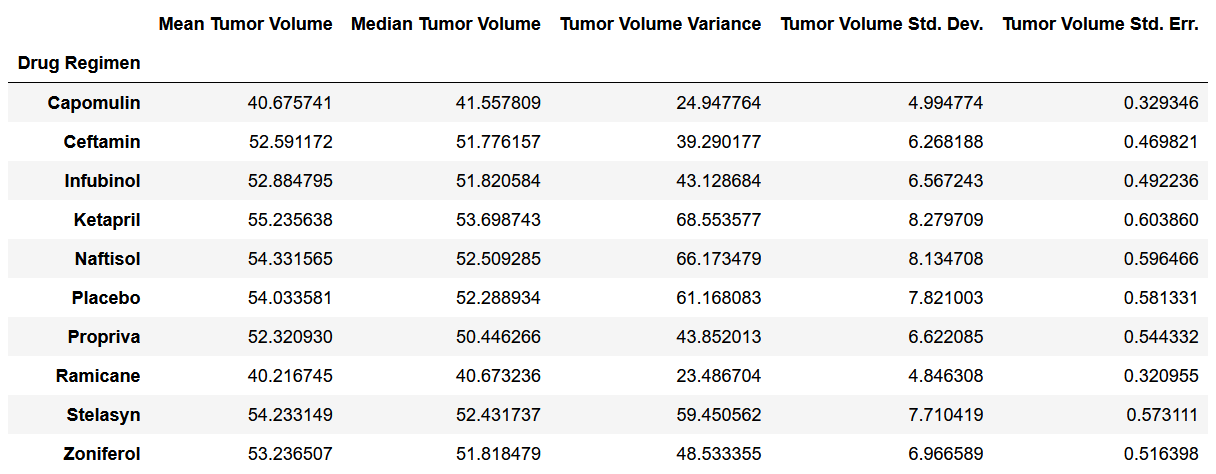 Mean Tumor Volume Median Tumor Volume Tumor Volume Variance Tumor Volume Std. Dev. Tumor Volume Std. Err.
Drug Regimen
Capomulin 40.675741 41.557809 24.947764 4.994774 0.329346
Ceftamin 52.591172 51.776157 39.290177 6.268188 0.469821
Infubinol 52.884795 51.820584 43.128684 6.567243 0.492236
Ketapril 55.235638 53.698743 68.553577 8.279709 0.603860
Naftisol 54.331565 52.509285 66.173479 8.134708 0.596466
Placebo 54.033581 52.288934 61.168083 7.821003 0.581331
Propriva 52.320930 50.446266 43.852013 6.622085 0.544332
Ramicane 40.216745 40.673236 23.486704 4.846308 0.320955
Stelasyn 54.233149 52.431737 59.450562 7.710419 0.573111
Zoniferol 53.236507 51.818479 48.533355 6.966589 0.516398